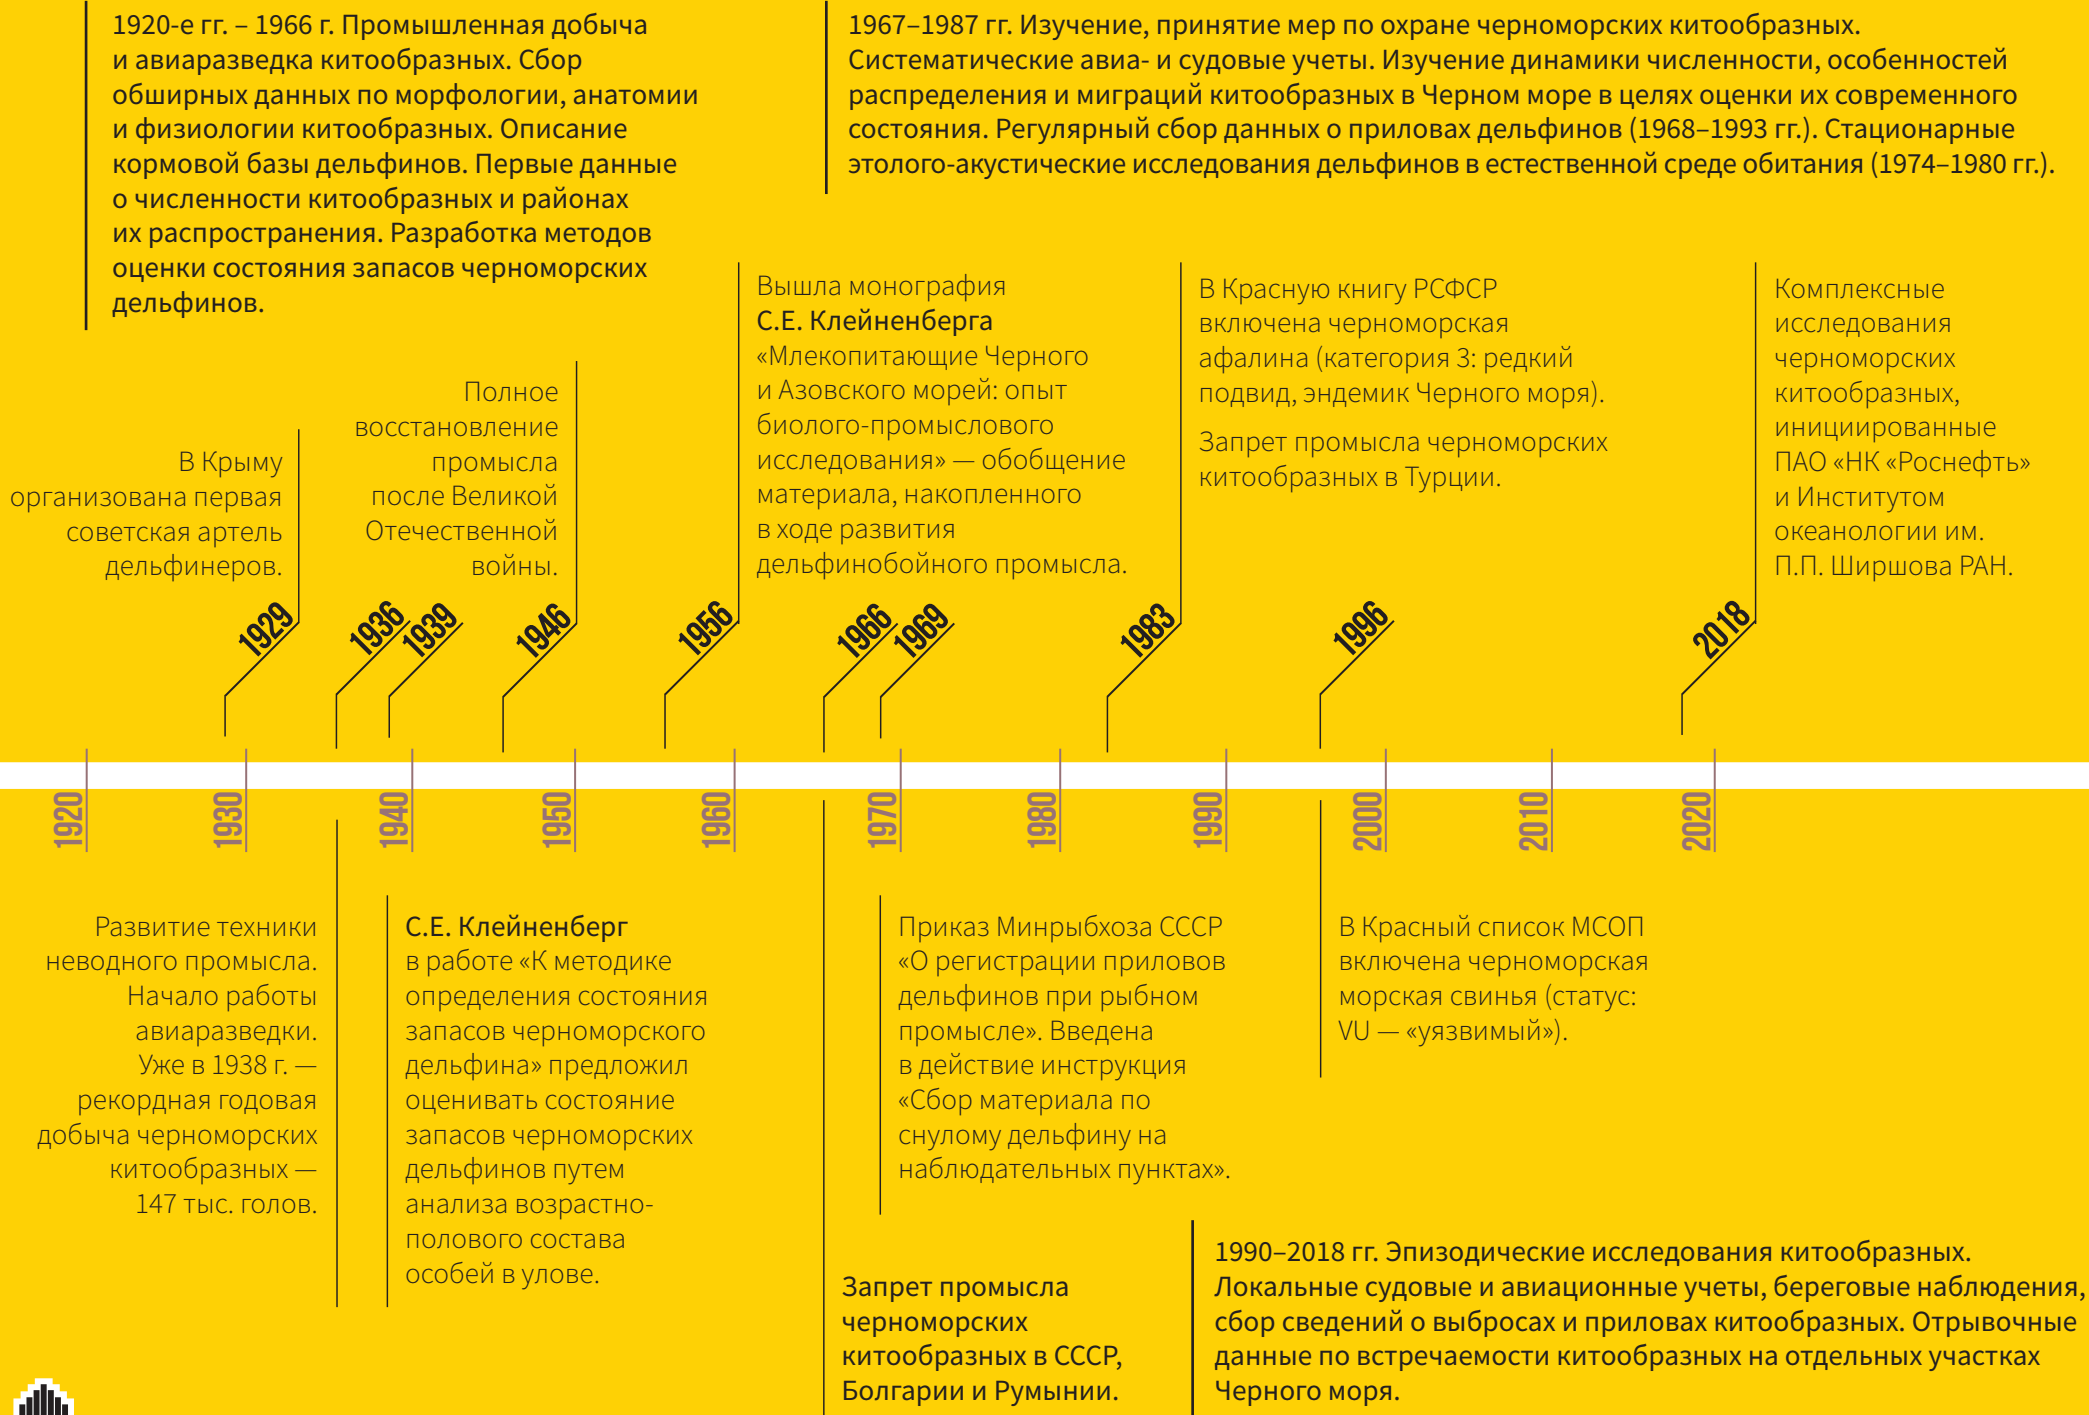 1920-е гг. – 1966 г. Промышленная добыча
и авиаразведка китообразных. Сбор
обширных данных по морфологии, анатомии
и физиологии китообразных. Описание
кормовой базы дельфинов. Первые данные
о численности китообразных и районах
их распространения. Разработка методов
оценки состояния запасов черноморских
дельфинов.
1967–1987 гг. Изучение, принятие мер по охране черноморских китообразных.
Систематические авиа- и судовые учеты. Изучение динамики численности, особенностей
распределения и миграций китообразных в Черном море в целях оценки их современного
состояния. Регулярный сбор данных о приловах дельфинов (1968–1993 гг.). Стационарные
этолого-акустические исследования дельфинов в естественной среде обитания (1974–1980 гг.).
В Крыму
организована первая
советская артель
дельфинеров.
Полное
восстановление
промысла
после Великой
Отечественной
войны.
Вышла монография
С.Е. Клейненберга
«Млекопитающие Черного
и Азовского морей: опыт
биолого-промыслового
исследования» — обобщение
материала, накопленного
в ходе развития
дельфинобойного промысла.
В Красную книгу РСФСР
включена черноморская
афалина (категория 3: редкий
подвид, эндемик Черного моря).
Запрет промысла черноморских
китообразных в Турции.
Комплексные
исследования
черноморских
китообразных,
инициированные
ПАО «НК «Роснефть»
и Институтом
океанологии им.
П.П. Ширшова РАН.
1929
1936
1939
1946
1956
1966
1969
1983
1996
2018
1920
1930
1940
1950
1960
1970
1980
1990
2000
2010
2020
Развитие техники
неводного промысла.
Начало работы
авиаразведки.
Уже в 1938 г. —
рекордная годовая
добыча черноморских
китообразных —
147 тыс. голов.
С.Е. Клейненберг
в работе «К методике
определения состояния
запасов черноморского
дельфина» предложил
оценивать состояние
запасов черноморских
дельфинов путем
анализа возрастно-
полового состава
особей в улове.
Запрет промысла
черноморских
китообразных в СССР,
Болгарии и Румынии.
Приказ Минрыбхоза СССР
«О регистрации приловов
дельфинов при рыбном
промысле». Введена
в действие инструкция
«Сбор материала по
снулому дельфину на
наблюдательных пунктах».
В Красный список МСОП
включена черноморская
морская свинья (статус:
VU — «уязвимый»).
1990–2018 гг. Эпизодические исследования китообразных.
Локальные судовые и авиационные учеты, береговые наблюдения,
сбор сведений о выбросах и приловах китообразных. Отрывочные
данные по встречаемости китообразных на отдельных участках
Черного моря.